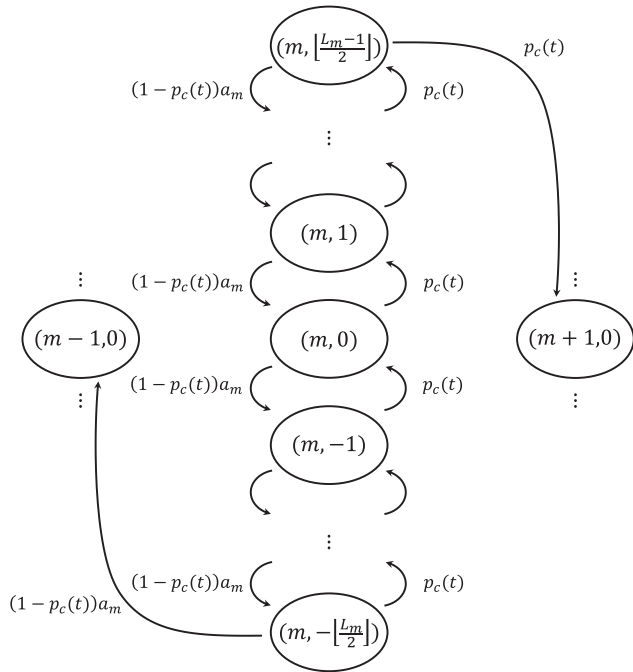 (m, ⌊(L_m−1)/2⌋)
p_c(t)
(1 − p_c(t))a_m
p_c(t)
⋮
(m, 1)
(1 − p_c(t))a_m
p_c(t)
⋮
⋮
(m − 1,0)
(m, 0)
(m + 1,0)
(1 − p_c(t))a_m
p_c(t)
⋮
⋮
(m, −1)
⋮
(1 − p_c(t))a_m
p_c(t)
(1 − p_c(t))a_m
(m, −⌊L_m/2⌋)